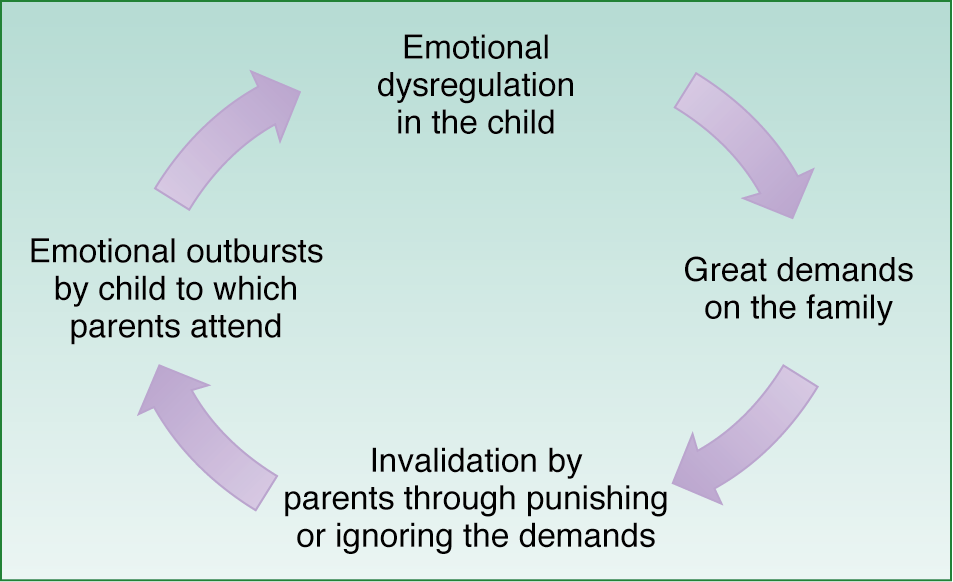 Emotional
dysregulation
in the child
Great demands
on the family
Invalidation by
parents through punishing
or ignoring the demands
Emotional outbursts
by child to which
parents attend